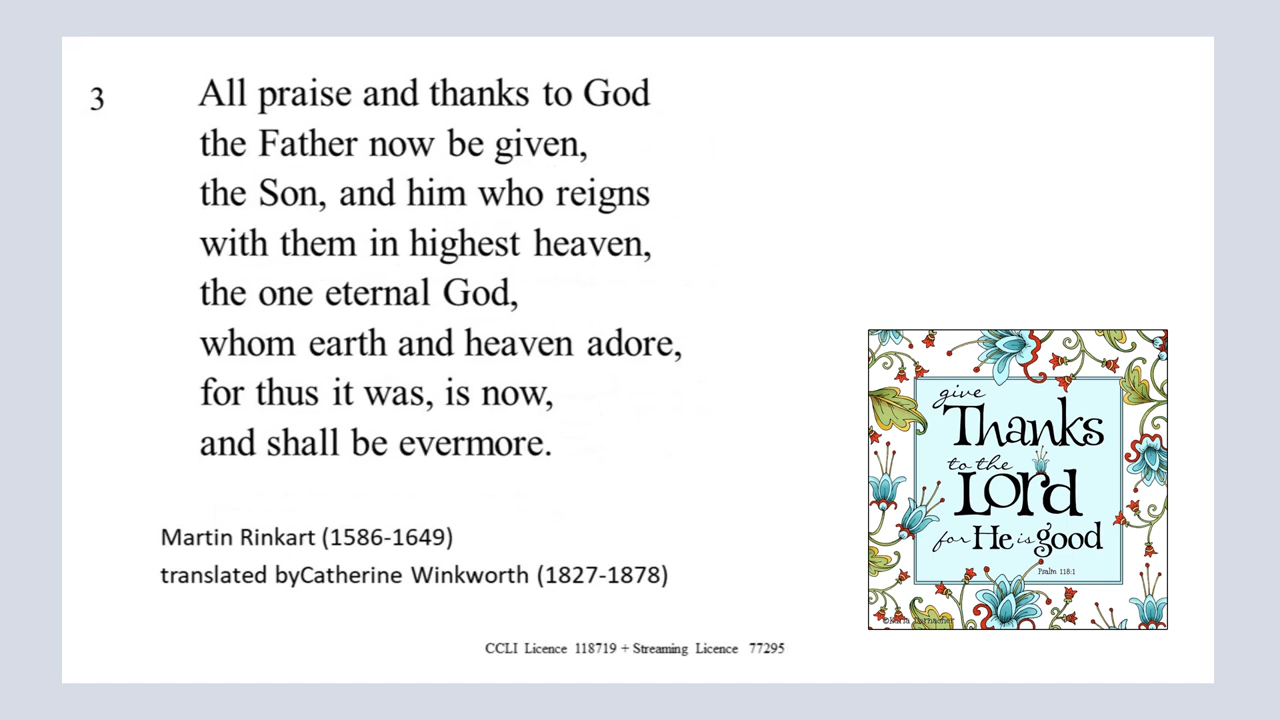 3
All praise and thanks to God
the Father now be given,
the Son, and him who reigns
with them in highest heaven,
the one eternal God,
whom earth and heaven adore,
for thus it was, is now,
and shall be evermore.
Martin Rinkart (1586-1649)
translated byCatherine Winkworth (1827-1878)
give
Thanks
to the
Lord
for He is good
Psalm 118:1
CCLI Licence 118719 + Streaming Licence 77295